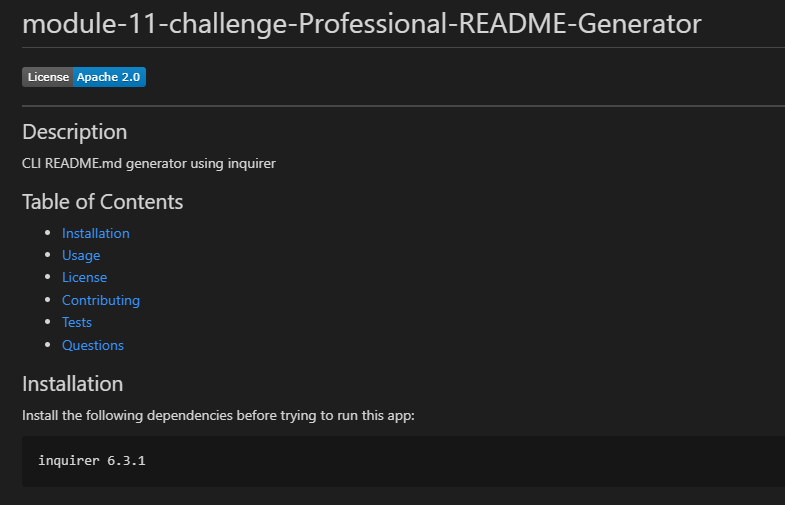 module-11-challenge-Professional-README-Generator
License Apache 2.0
Description
CLI README.md generator using inquirer
Table of Contents
Installation
Usage
License
Contributing
Tests
Questions
Installation
Install the following dependencies before trying to run this app:
inquirer 6.3.1